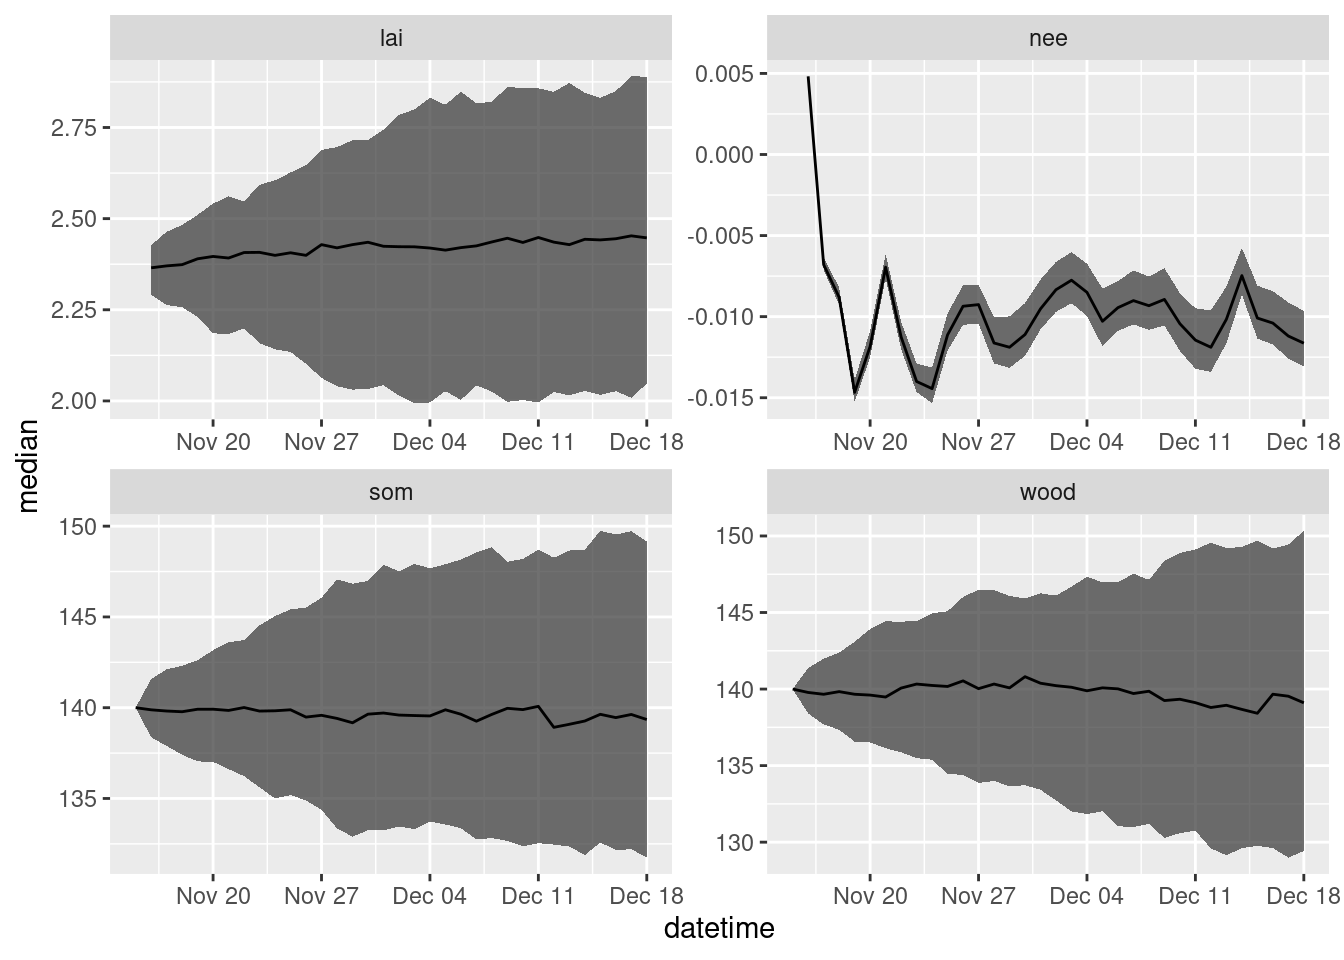 lai
nee
2.75
2.50
2.25
2.00
0.005
0.000
-0.005
-0.010
-0.015
Nov 20 Nov 27 Dec 04 Dec 11 Dec 18
Nov 20 Nov 27 Dec 04 Dec 11 Dec 18
median
som
wood
150
145
140
135
150
145
140
135
130
Nov 20 Nov 27 Dec 04 Dec 11 Dec 18
Nov 20 Nov 27 Dec 04 Dec 11 Dec 18
datetime